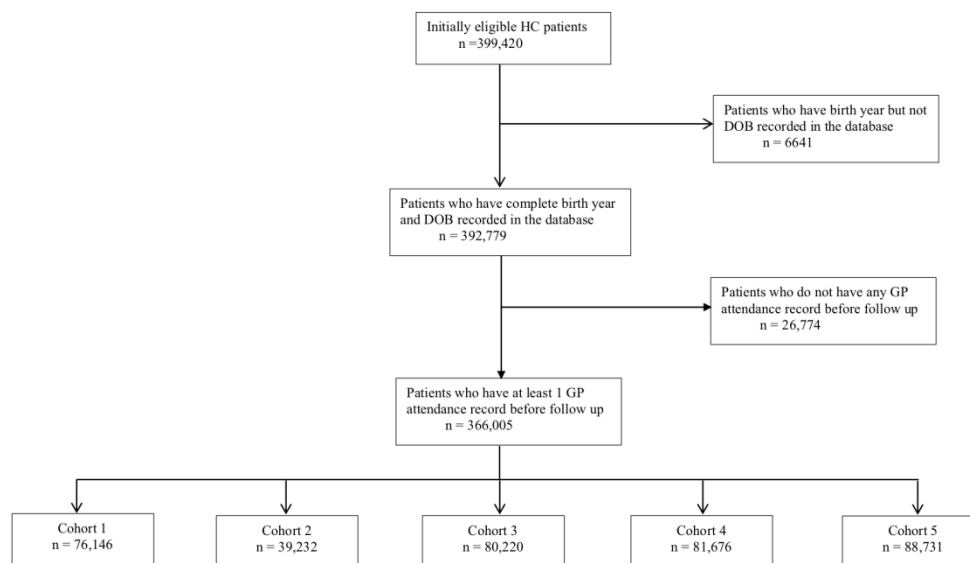 Initially eligible HC patients
n =399,420
Patients who have birth year but not
DOB recorded in the database
n = 6641
Patients who have complete birth year
and DOB recorded in the database
n = 392,779
Patients who do not have any GP
attendance record before follow up
n = 26,774
Patients who have at least 1 GP
attendance record before follow up
n = 366,005
Cohort 1
n = 76,146
Cohort 2
n = 39,232
Cohort 3
n = 80,220
Cohort 4
n = 81,676
Cohort 5
n = 88,731